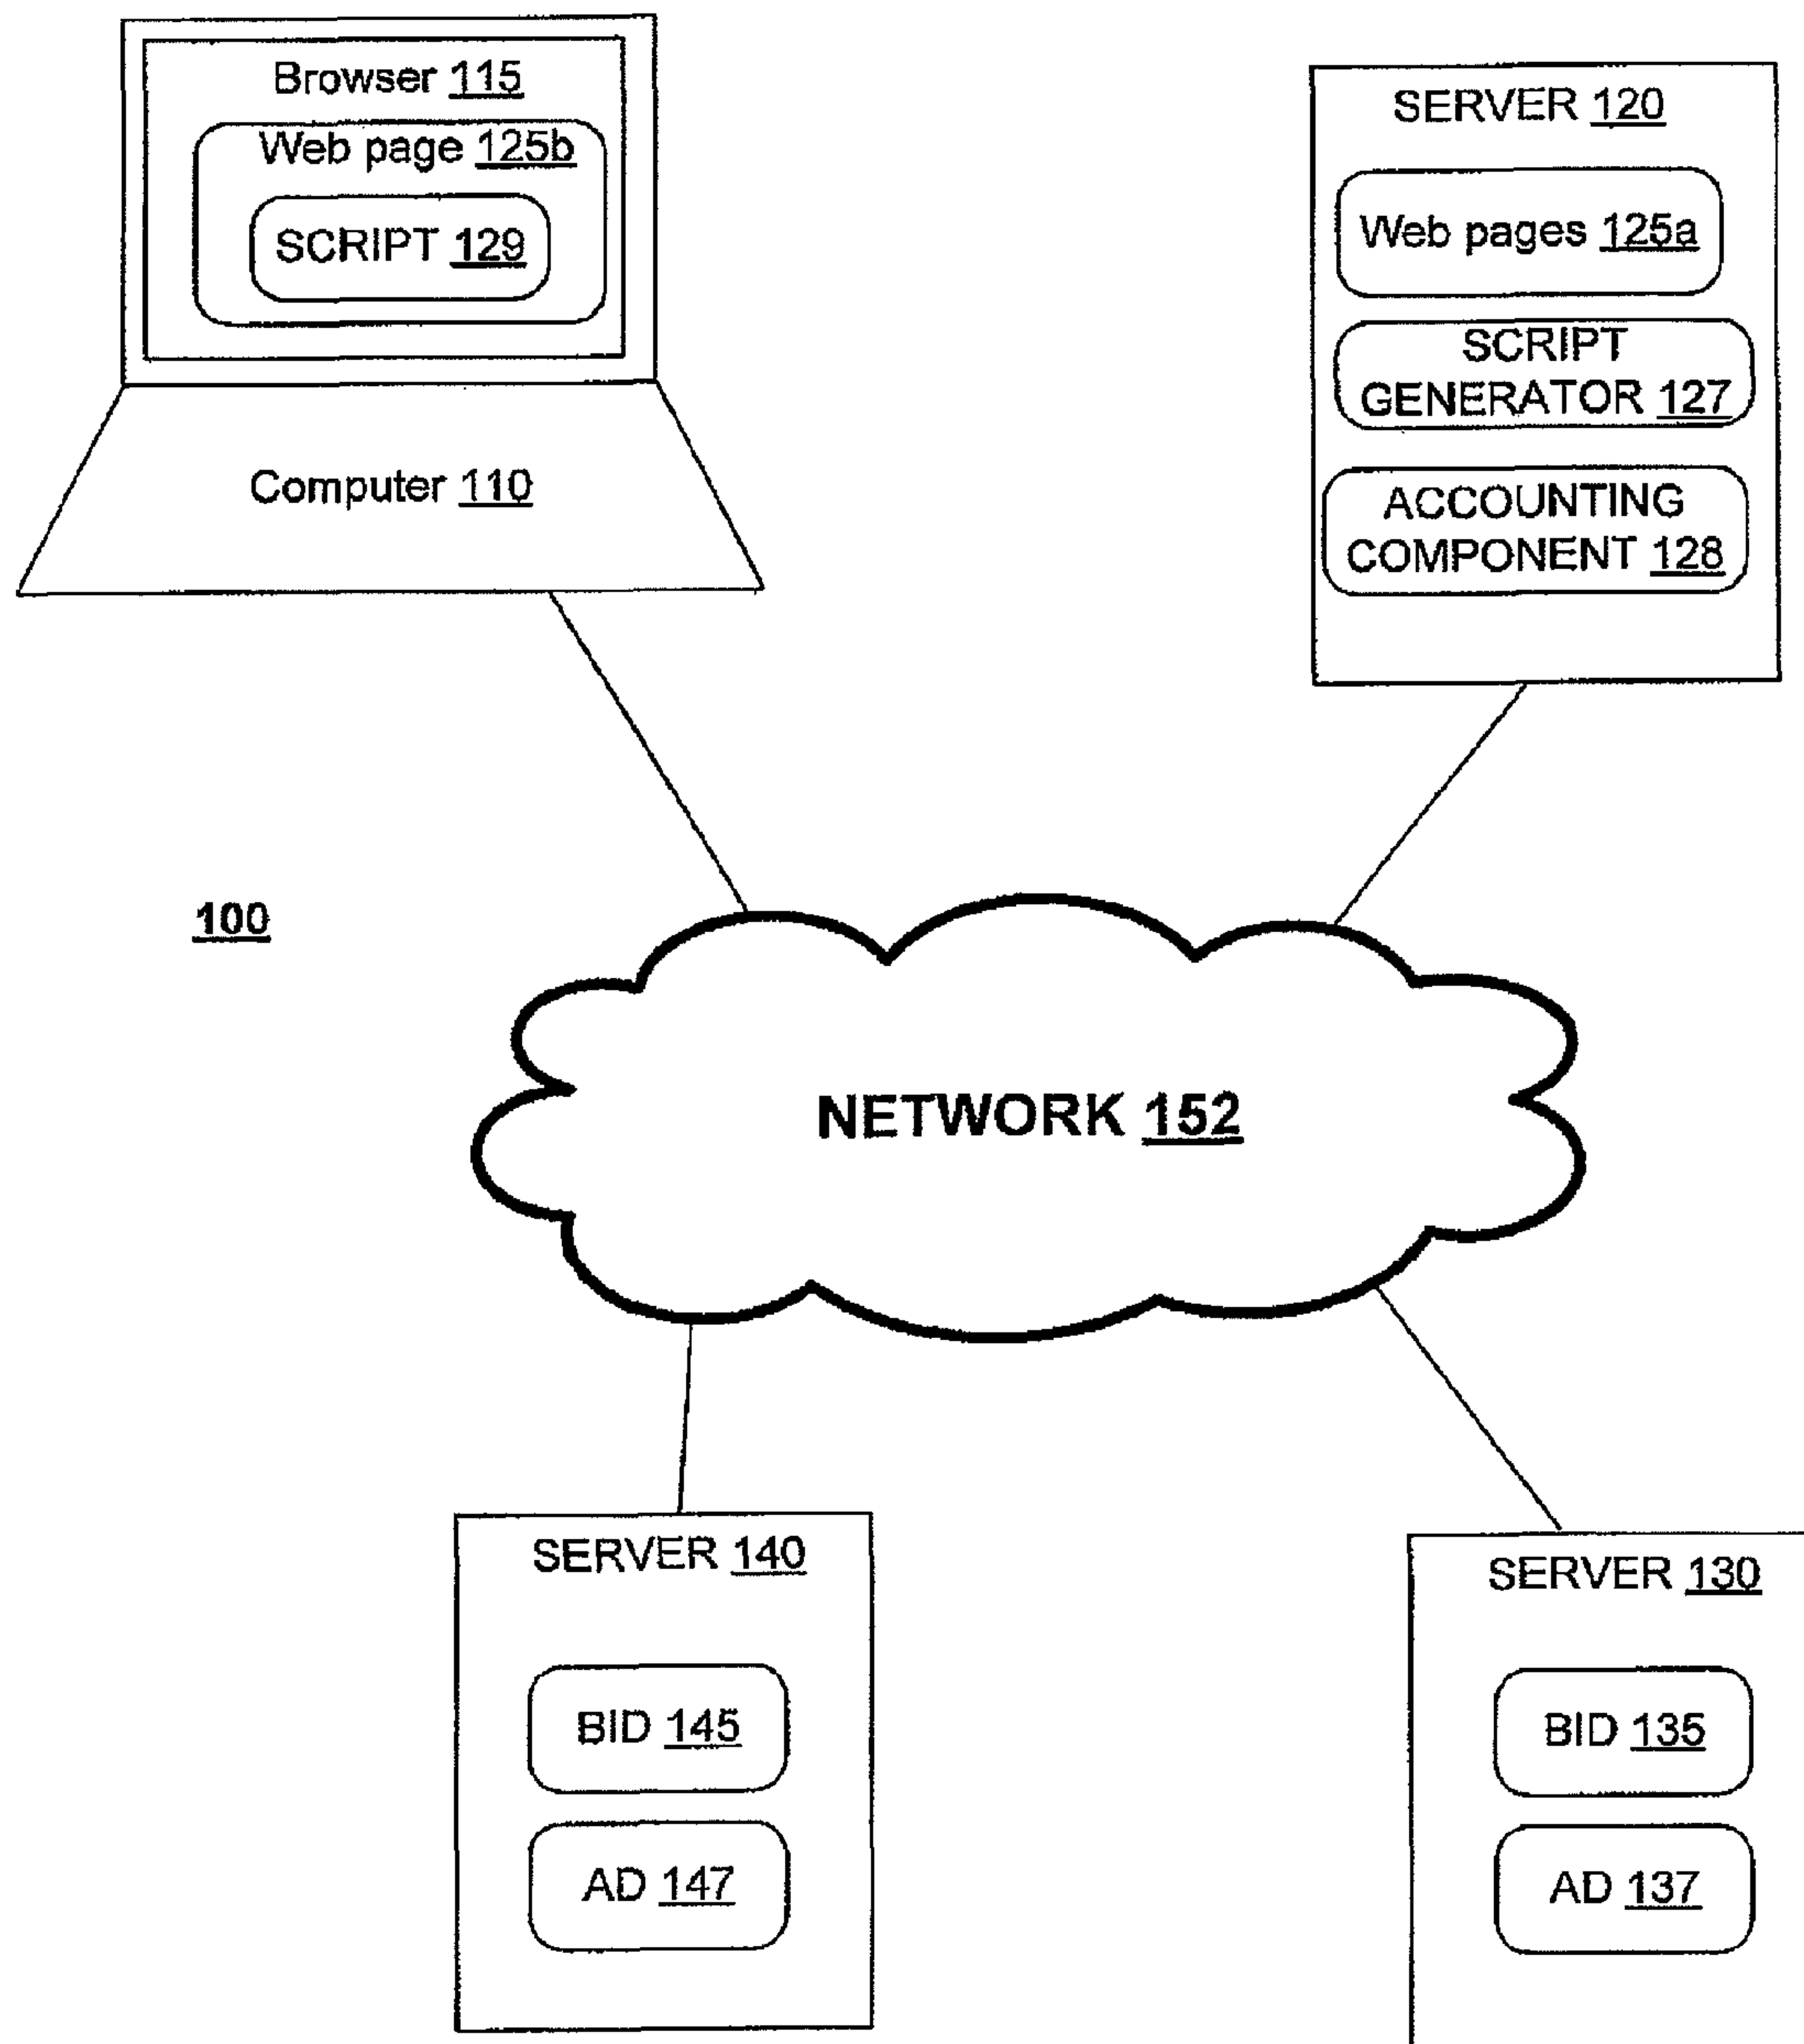 Browser 115
Web page 125b
SCRIPT 129
Computer 110
SERVER 120
Web pages 125a
SCRIPT
GENERATOR 127
ACCOUNTING
COMPONENT 128
100
NETWORK 152
SERVER 140
BID 145
AD 147
SERVER 130
BID 135
AD 137